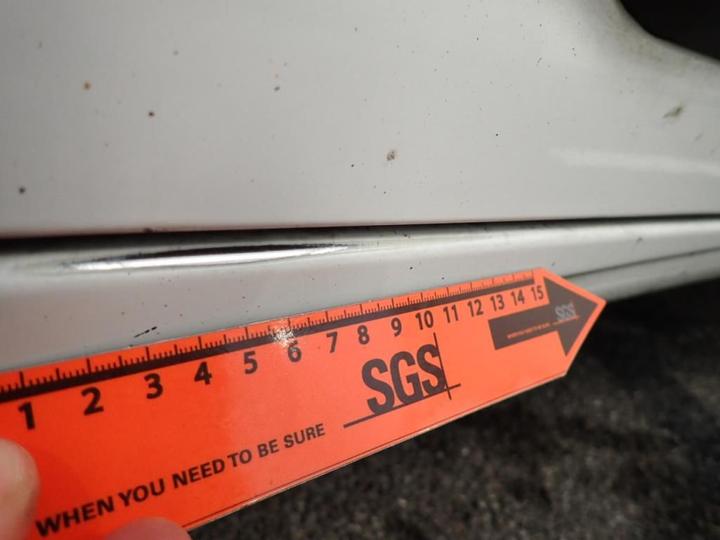 1 2 3 4 5 6 7 8 9 10 11 12 13 14 15
SGS
SGS
WHEN YOU NEED TO BE SURE